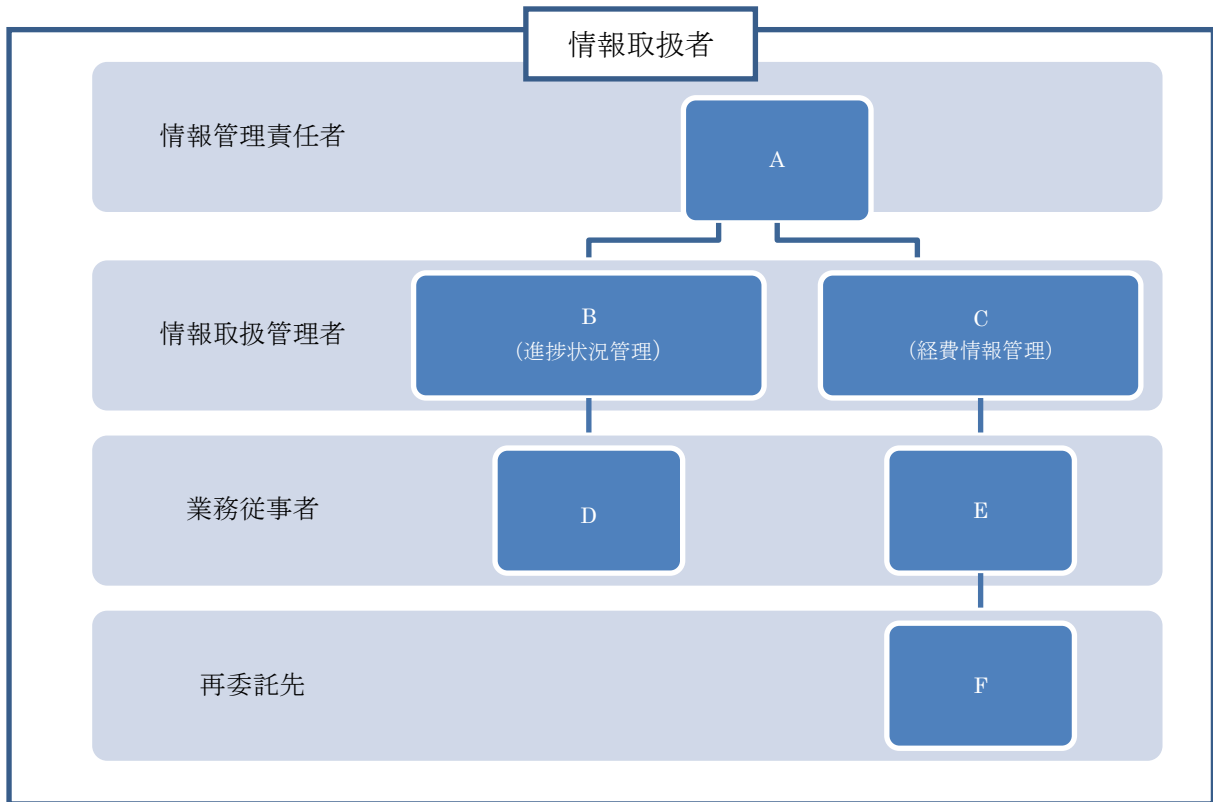 情報取扱者
情報管理責任者
A
情報取扱管理者
B
(進捗状況管理)
C
(経費情報管理)
業務従事者
D
E
再委託先
F